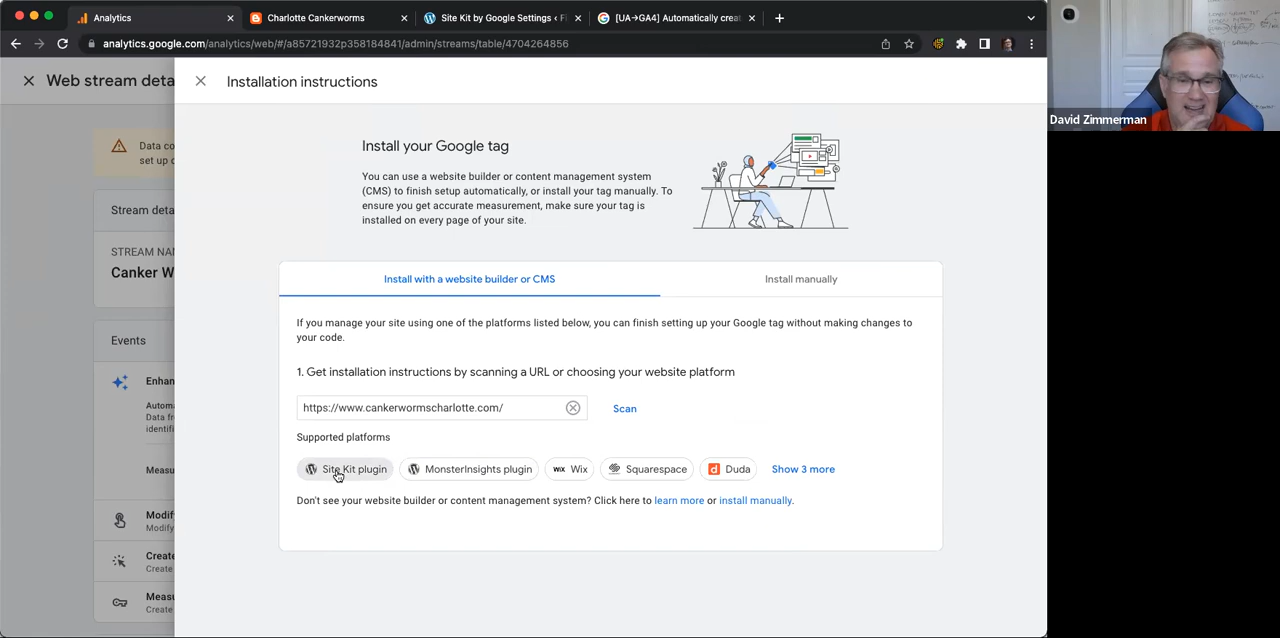 Analytics
Charlotte Cankerworms
Site Kit by Google Settings ‹ Fi
[UA→GA4] Automatically creat
analytics.google.com/analytics/web/#/a85721932p358184841/admin/streams/table/4704264856
Web stream deta
Installation instructions
Data co
set up c
Stream deta
STREAM NAM
Canker W
Events
Enhan
Autom
Data fr
identifi
Measu
Modif
Modify
Create
Create
Measu
Create
Install your Google tag
You can use a website builder or content management system
(CMS) to finish setup automatically, or install your tag manually. To
ensure you get accurate measurement, make sure your tag is
installed on every page of your site.
Install with a website builder or CMS
Install manually
If you manage your site using one of the platforms listed below, you can finish setting up your Google tag without making changes to
your code.
1. Get installation instructions by scanning a URL or choosing your website platform
https://www.cankerwormscharlotte.com/
Scan
Supported platforms
Site Kit plugin
MonsterInsights plugin
WIX Wix
Squarespace
Duda
Show 3 more
Don't see your website builder or content management system? Click here to learn more or install manually.
David Zimmerman